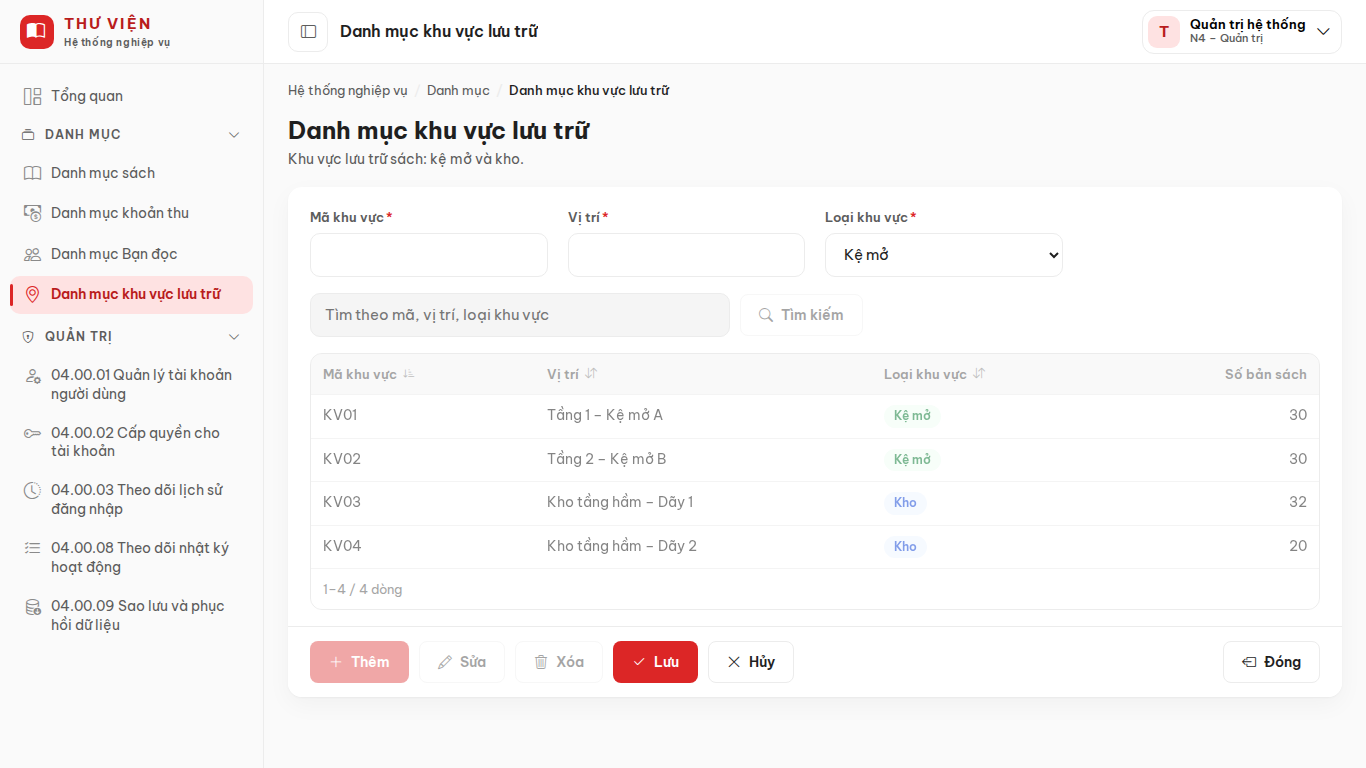 THƯ VIỆN
Hệ thống nghiệp vụ
Danh mục khu vực lưu trữ
T
Quản trị hệ thống
N4 – Quản trị
Tổng quan
DANH MỤC
Danh mục sách
Danh mục khoản thu
Danh mục Bạn đọc
Danh mục khu vực lưu trữ
QUẢN TRỊ
04.00.01 Quản lý tài khoản
người dùng
04.00.02 Cấp quyền cho
tài khoản
04.00.03 Theo dõi lịch sử
đăng nhập
04.00.08 Theo dõi nhật ký
hoạt động
04.00.09 Sao lưu và phục
hồi dữ liệu
Hệ thống nghiệp vụ / Danh mục / Danh mục khu vực lưu trữ
Danh mục khu vực lưu trữ
Khu vực lưu trữ sách: kệ mở và kho.
Mã khu vực * Vị trí * Loại khu vực *
Kệ mở
Tìm theo mã, vị trí, loại khu vực
Tìm kiếm
Mã khu vực Vị trí Loại khu vực Số bản sách
KV01 Tầng 1 – Kệ mở A Kệ mở 30
KV02 Tầng 2 – Kệ mở B Kệ mở 30
KV03 Kho tầng hầm – Dãy 1 Kho 32
KV04 Kho tầng hầm – Dãy 2 Kho 20
1–4 / 4 dòng
Thêm Sửa Xóa Lưu Hủy Đóng